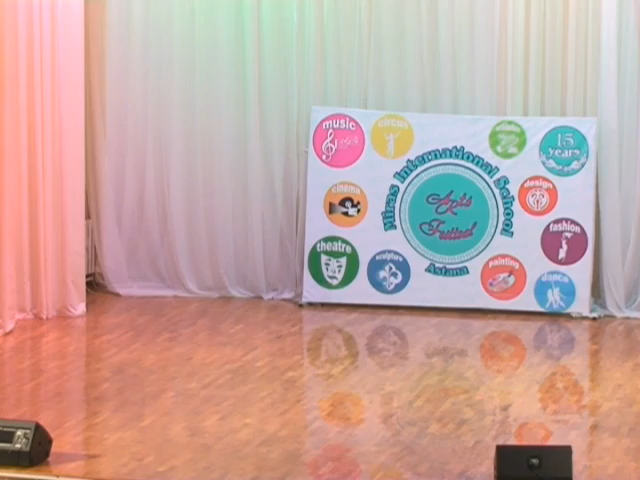 music
circus
15
years
cinema
design
Miras International School
Arts
Festival
fashion
theatre
sculpture
Astana
painting
dance